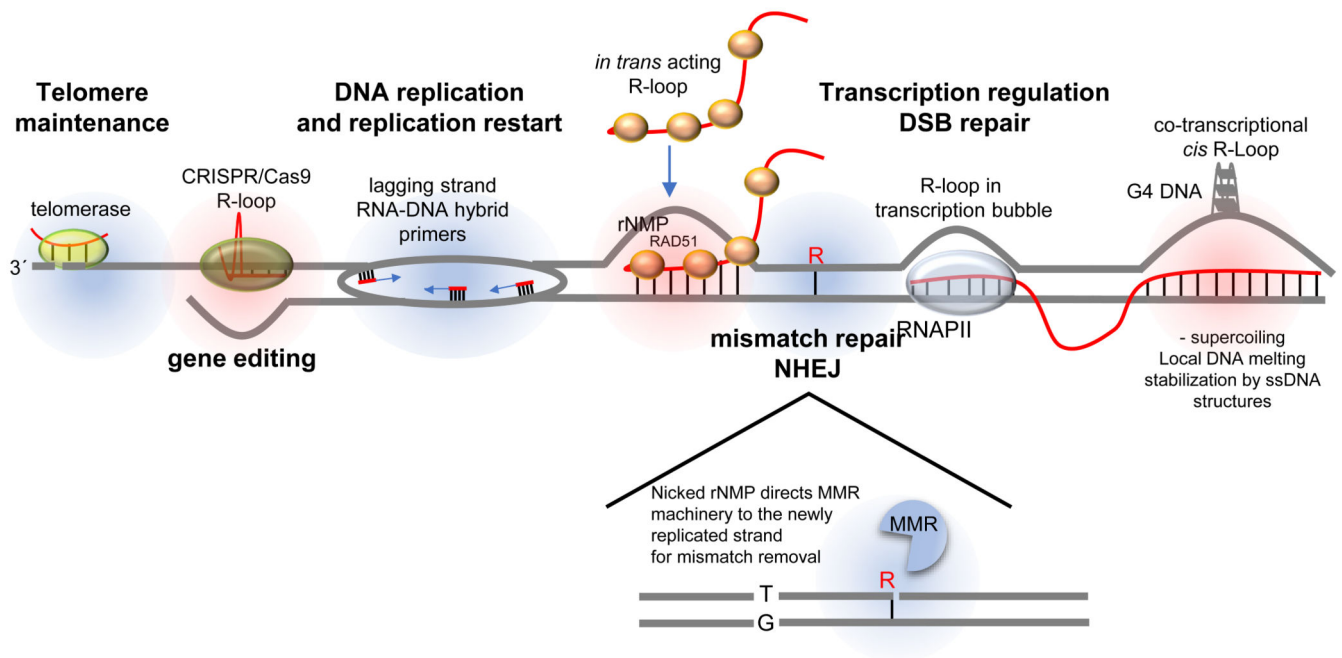 Telomere
maintenance
telomerase
3´
CRISPR/Cas9
R-loop
gene editing
DNA replication
and replication restart
lagging strand
RNA-DNA hybrid
primers
in trans acting
R-loop
rNMP
RAD51
R
mismatch repair
NHEJ
Transcription regulation
DSB repair
R-loop in
transcription bubble
RNAPII
co-transcriptional
cis R-Loop
G4 DNA
- supercoiling
Local DNA melting
stabilization by ssDNA
structures
Nicked rNMP directs MMR
machinery to the newly
replicated strand
for mismatch removal
MMR
R
T
G